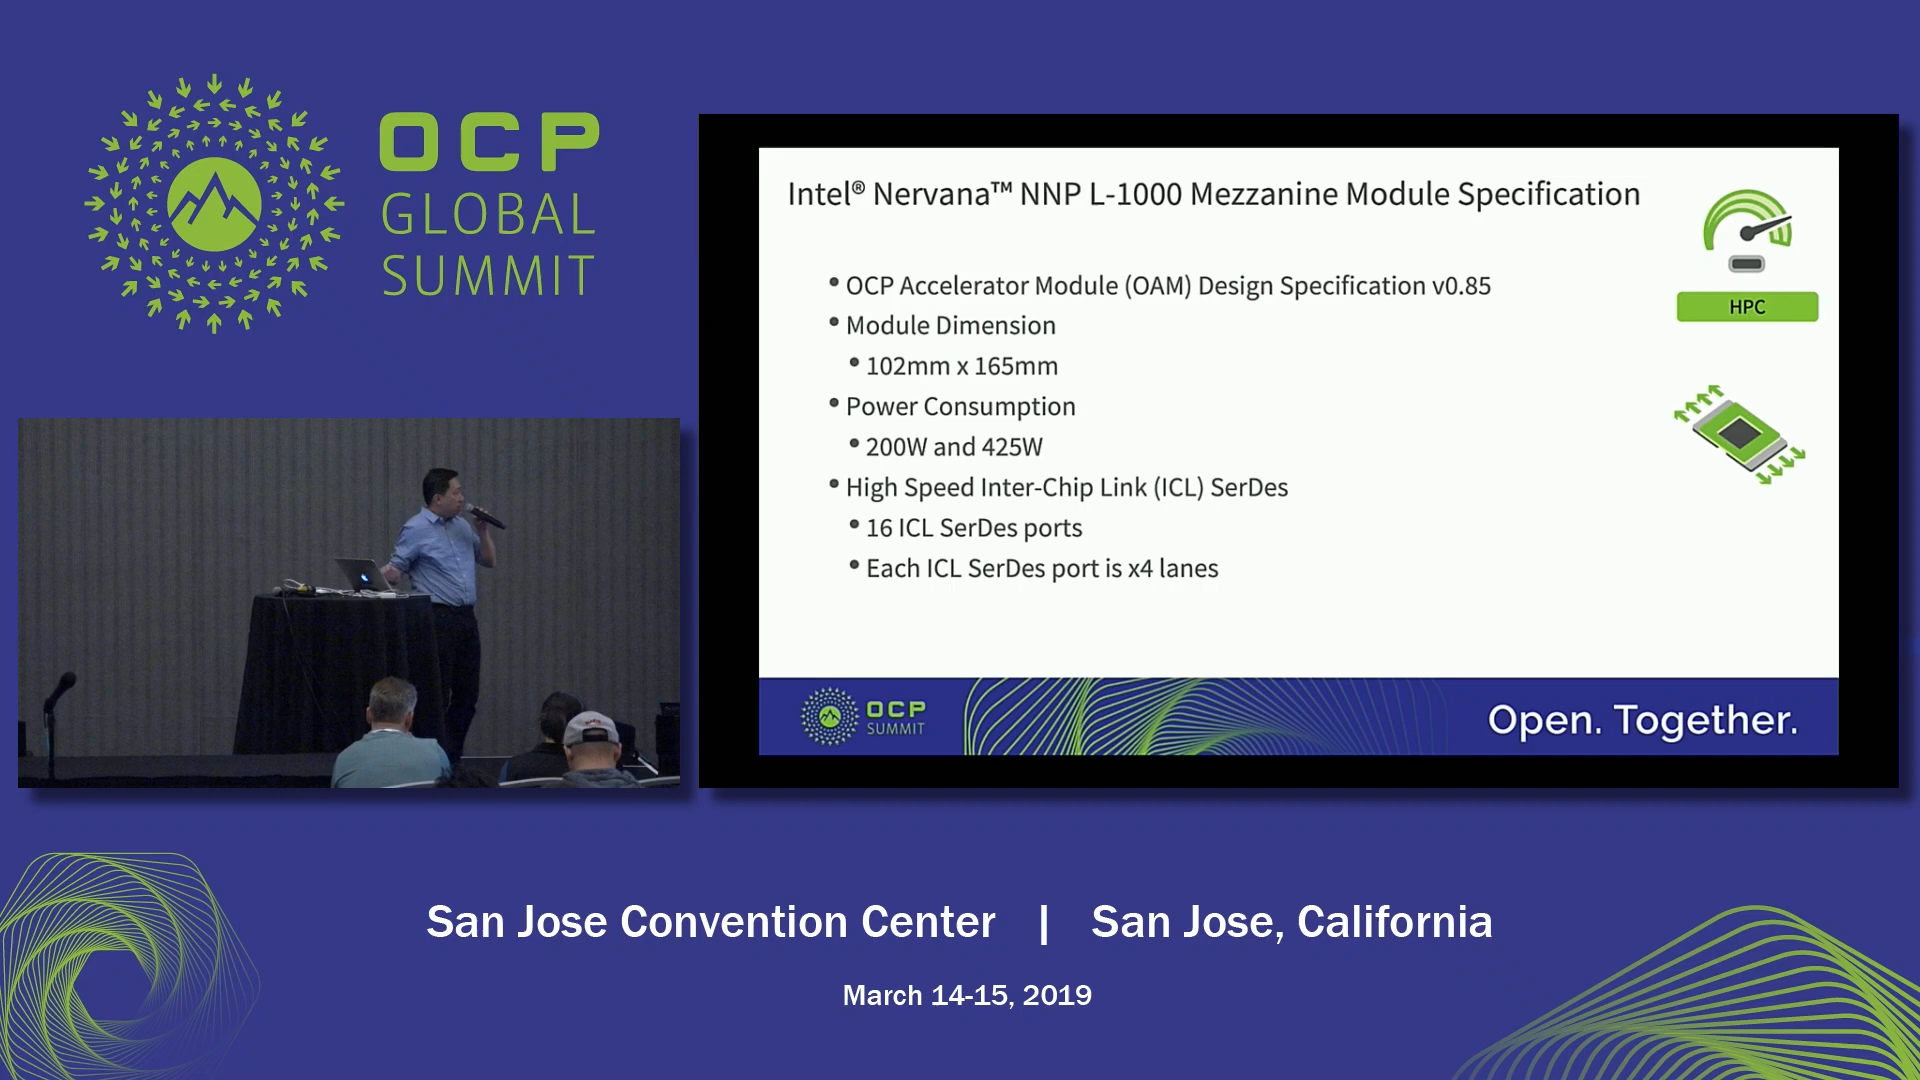 OCP
GLOBAL
SUMMIT
Intel® Nervana™ NNP L-1000 Mezzanine Module Specification
• OCP Accelerator Module (OAM) Design Specification v0.85
• Module Dimension
• 102mm x 165mm
• Power Consumption
• 200W and 425W
• High Speed Inter-Chip Link (ICL) SerDes
• 16 ICL SerDes ports
• Each ICL SerDes port is x4 lanes
HPC
OCP
SUMMIT
Open. Together.
San Jose Convention Center | San Jose, California
March 14-15, 2019